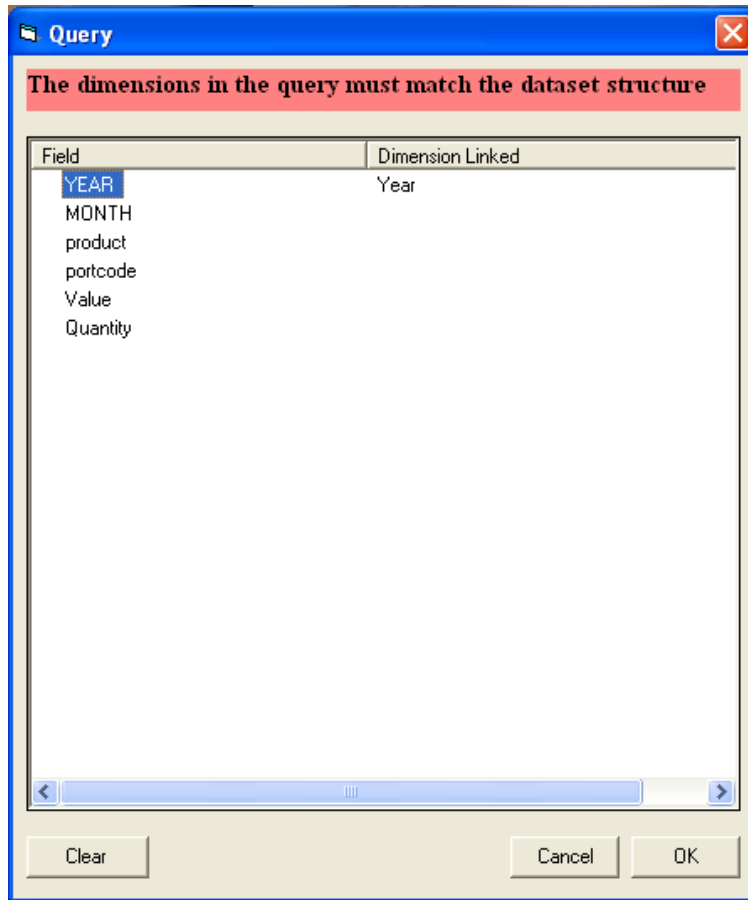 Query
The dimensions in the query must match the dataset structure
Field Dimension Linked
YEAR Year
MONTH
product
portcode
Value
Quantity
Clear Cancel OK